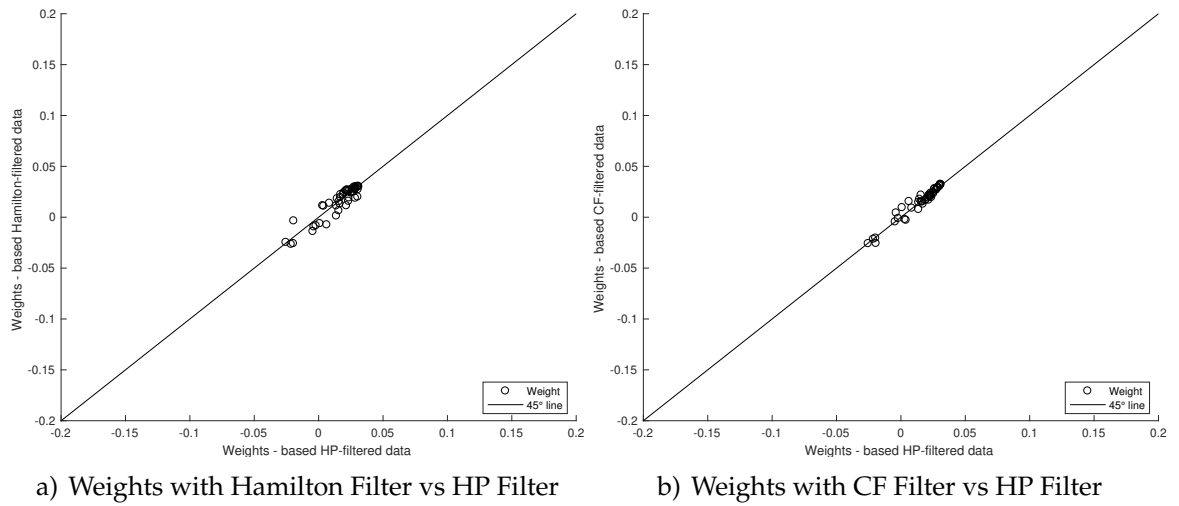 0.2
0.15
0.1
0.05
0
-0.05
-0.1
-0.15
-0.2
Weights - based Hamilton-filtered data
-0.2 -0.15 -0.1 -0.05 0 0.05 0.1 0.15 0.2
Weights - based HP-filtered data
Weight
45° line
a) Weights with Hamilton Filter vs HP Filter
0.2
0.15
0.1
0.05
0
-0.05
-0.1
-0.15
-0.2
Weights - based CF-filtered data
-0.2 -0.15 -0.1 -0.05 0 0.05 0.1 0.15 0.2
Weights - based HP-filtered data
Weight
45° line
b) Weights with CF Filter vs HP Filter